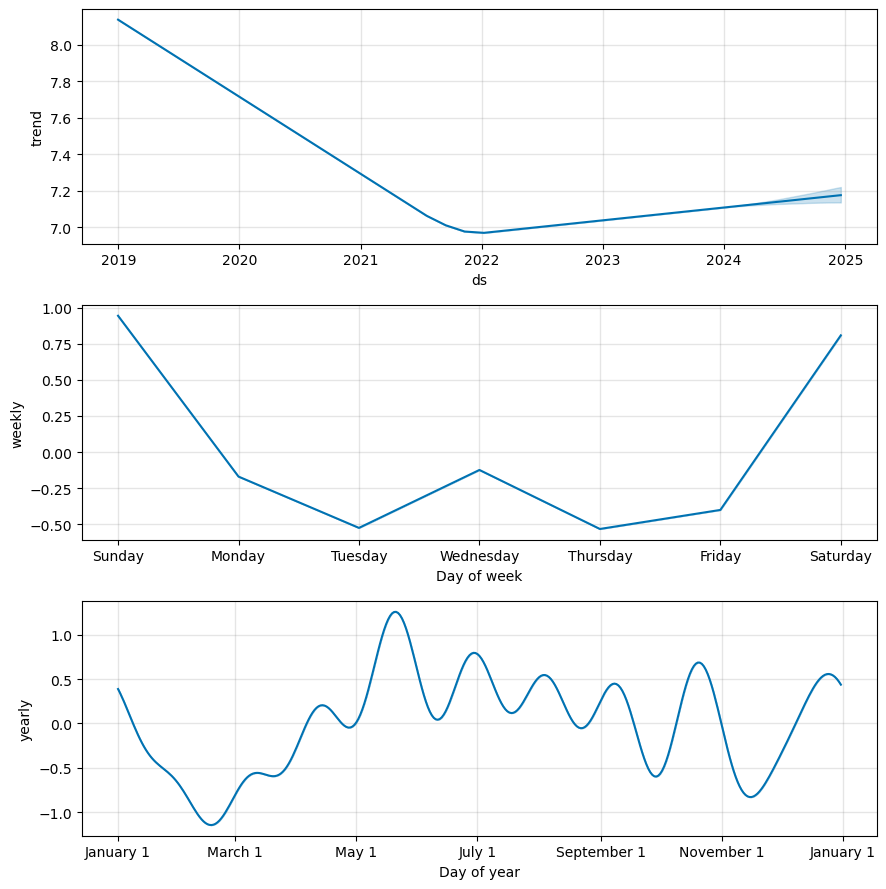 8.0
7.8
7.6
7.4
7.2
7.0
trend
2019 2020 2021 2022 2023 2024 2025
ds
1.00
0.75
0.50
0.25
0.00
−0.25
−0.50
weekly
Sunday Monday Tuesday Wednesday Thursday Friday Saturday
Day of week
1.0
0.5
0.0
−0.5
−1.0
yearly
January 1 March 1 May 1 July 1 September 1 November 1 January 1
Day of year